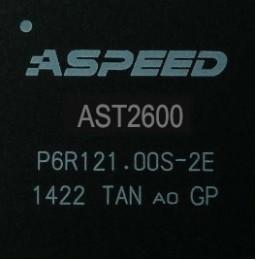 ASPEED
AST2600
P6R121.00S-2E
1422 TAN A0 GP